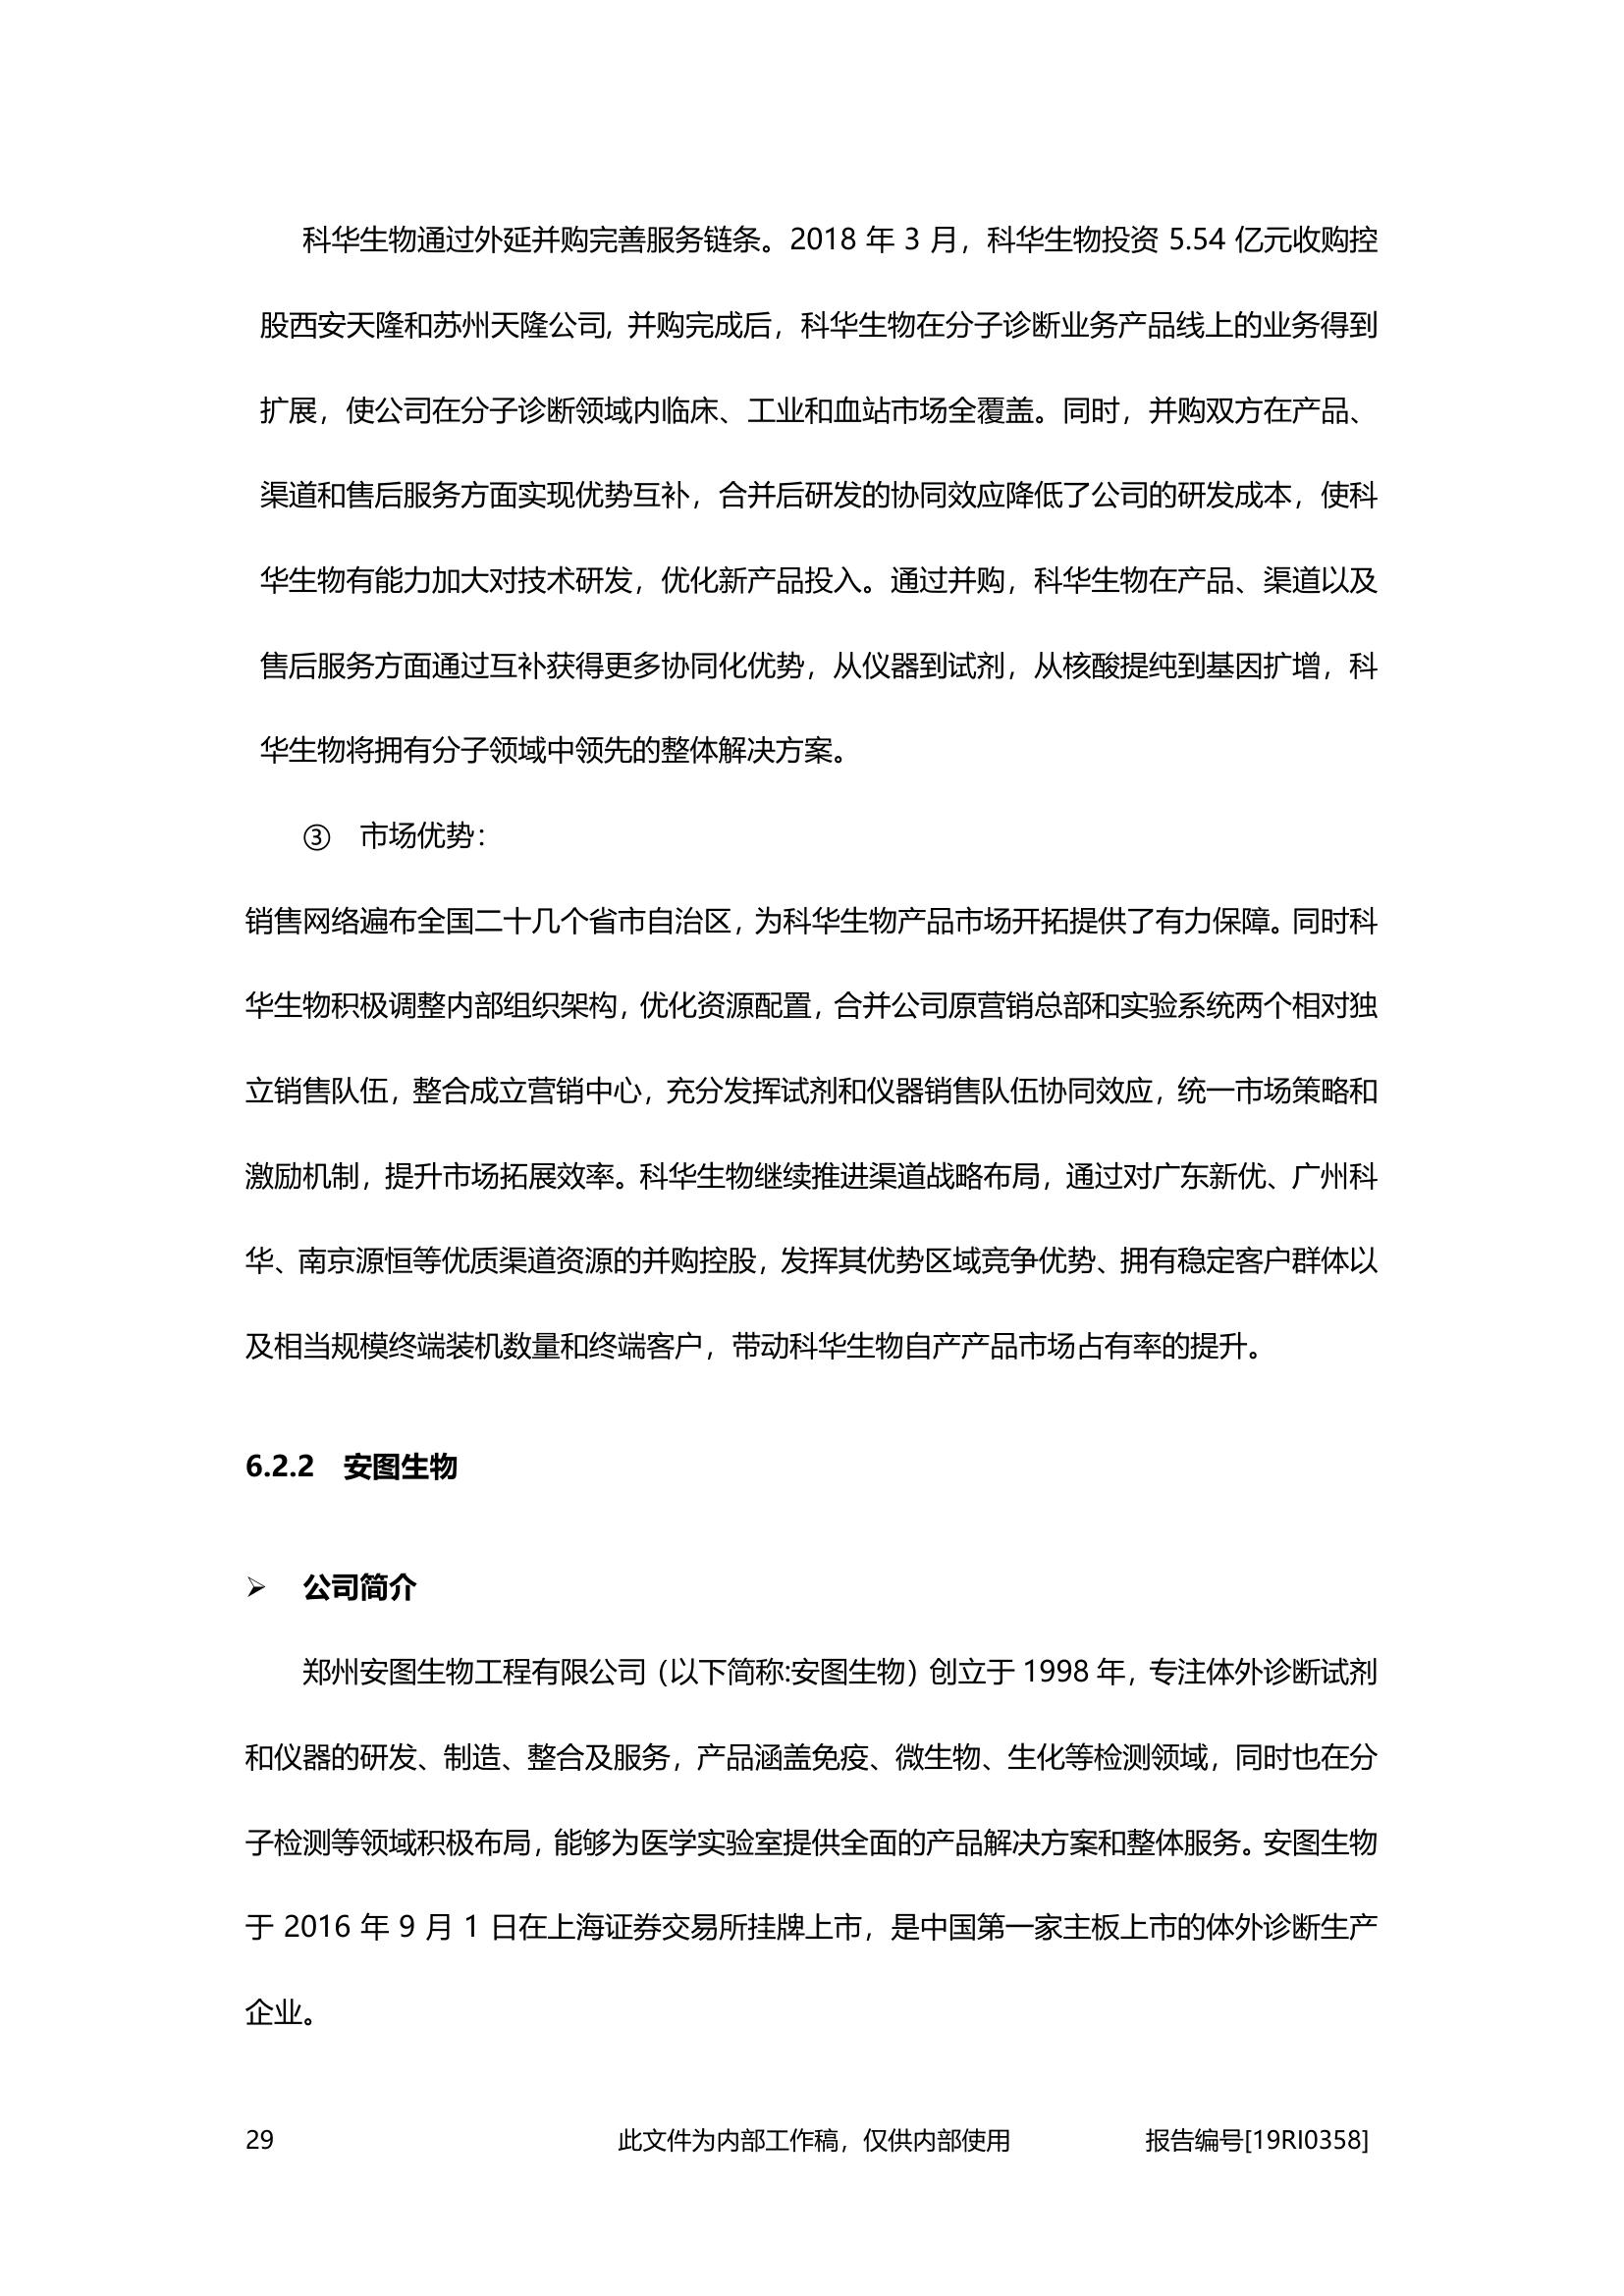 科华生物通过外延并购完善服务链条。2018 年 3 月，科华生物投资 5.54 亿元收购控
股西安天隆和苏州天隆公司，并购完成后，科华生物在分子诊断业务产品线上的业务得到
扩展，使公司在分子诊断领域内临床、工业和血站市场全覆盖。同时，并购双方在产品、
渠道和售后服务方面实现优势互补，合并后研发的协同效应降低了公司的研发成本，使科
华生物有能力加大对技术研发，优化新产品投入。通过并购，科华生物在产品、渠道以及
售后服务方面通过互补获得更多协同化优势，从仪器到试剂，从核酸提纯到基因扩增，科
华生物将拥有分子领域中领先的整体解决方案。
③ 市场优势：
销售网络遍布全国二十几个省市自治区，为科华生物产品市场开拓提供了有力保障。同时科
华生物积极调整内部组织架构，优化资源配置，合并公司原营销总部和实验系统两个相对独
立销售队伍，整合成立营销中心，充分发挥试剂和仪器销售队伍协同效应，统一市场策略和
激励机制，提升市场拓展效率。科华生物继续推进渠道战略布局，通过对广东新优、广州科
华、南京源恒等优质渠道资源的并购控股，发挥其优势区域竞争优势、拥有稳定客户群体以
及相当规模终端装机数量和终端客户，带动科华生物自产产品市场占有率的提升。
6.2.2 安图生物
➢ 公司简介
郑州安图生物工程有限公司（以下简称:安图生物）创立于 1998 年，专注体外诊断试剂
和仪器的研发、制造、整合及服务，产品涵盖免疫、微生物、生化等检测领域，同时也在分
子检测等领域积极布局，能够为医学实验室提供全面的产品解决方案和整体服务。安图生物
于 2016 年 9 月 1 日在上海证券交易所挂牌上市，是中国第一家主板上市的体外诊断生产
企业。
29 此文件为内部工作稿，仅供内部使用 报告编号[19RI0358]